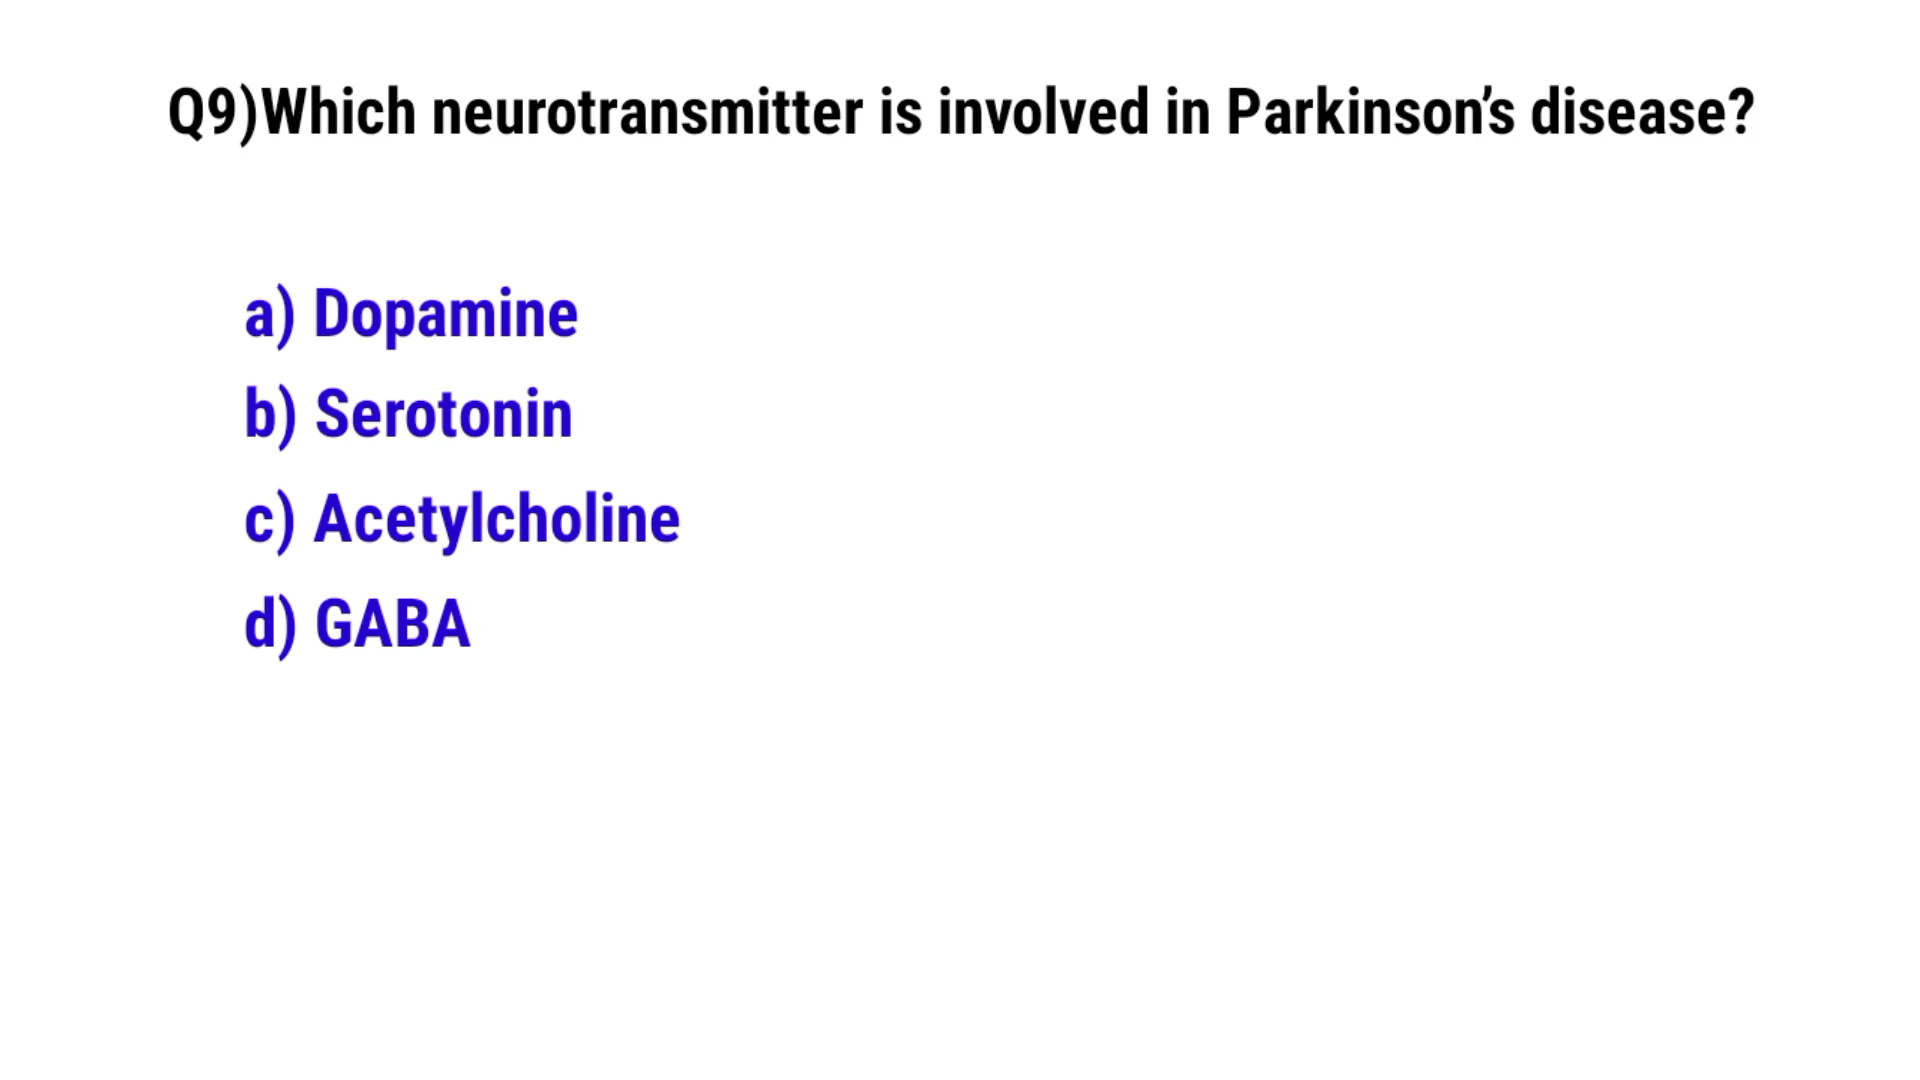 Q9)Which neurotransmitter is involved in Parkinson’s disease?
a) Dopamine
b) Serotonin
c) Acetylcholine
d) GABA